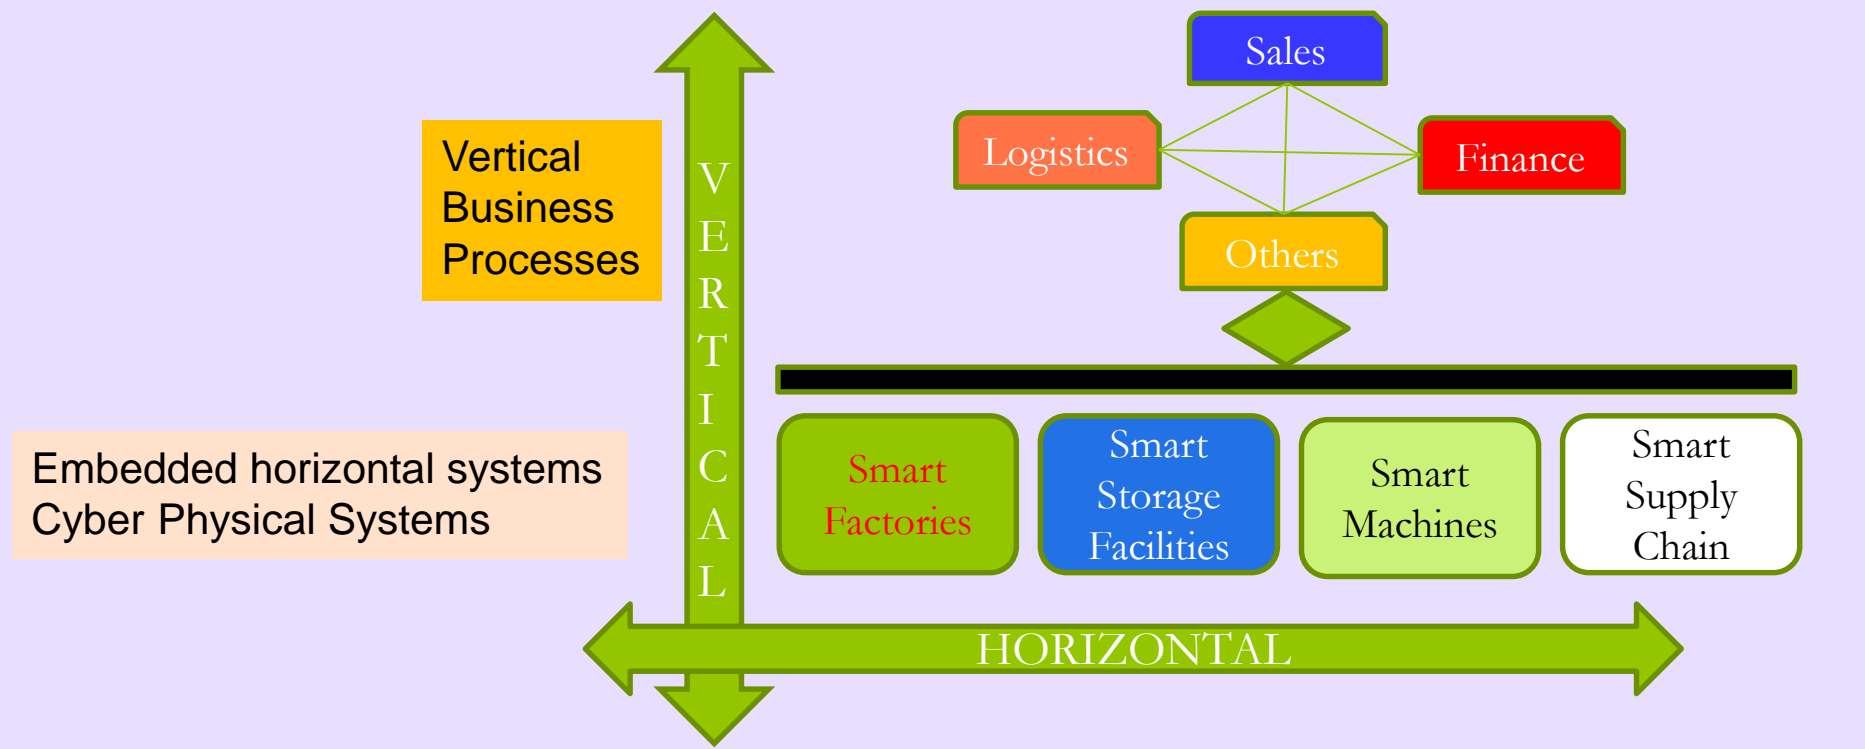 Sales
Logistics
Finance
Others
Vertical
Business
Processes
V
E
R
T
I
C
A
L
Embedded horizontal systems
Cyber Physical Systems
Smart
Factories
Smart
Storage
Facilities
Smart
Machines
Smart
Supply
Chain
HORIZONTAL